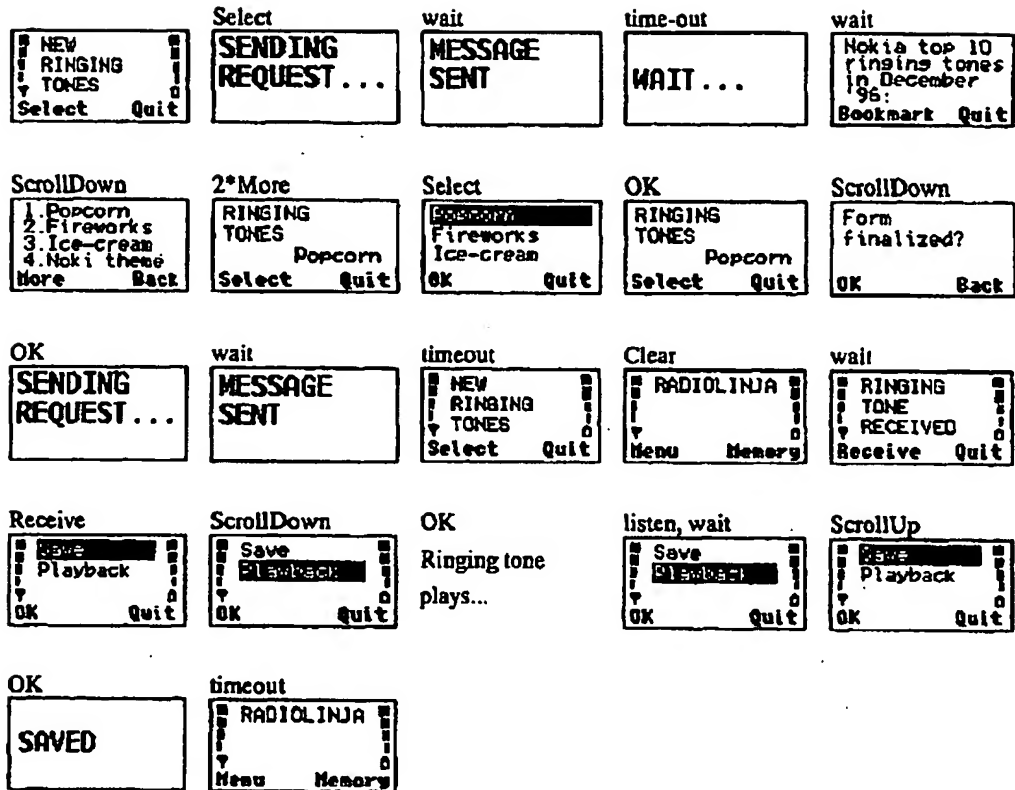 NEW
RINGING
TONES
Select Quit
Select
SENDING
REQUEST...
wait
MESSAGE
SENT
time-out
WAIT...
wait
Nokia top 10
ringing tones
in December
'96:
Bookmark Quit
ScrollDown
1.Popcorn
2.Fireworks
3.Ice-cream
4.Noki theme
More Back
2*More
RINGING
TONES
Popcorn
Select Quit
Select
Popcorn
Fireworks
Ice-cream
OK Quit
OK
RINGING
TONES
Popcorn
Select Quit
ScrollDown
Form
finalized?
OK Back
OK
SENDING
REQUEST...
wait
MESSAGE
SENT
timeout
NEW
RINGING
TONES
Select Quit
Clear
RADIOLINJA
Menu Memory
wait
RINGING
TONE
RECEIVED
Receive Quit
Receive
Save
Playback
OK Quit
ScrollDown
Save
Playback
OK Quit
OK
Ringing tone
plays...
listen, wait
Save
Playback
OK Quit
ScrollUp
Save
Playback
OK Quit
OK
SAVED
timeout
RADIOLINJA
Menu Memory